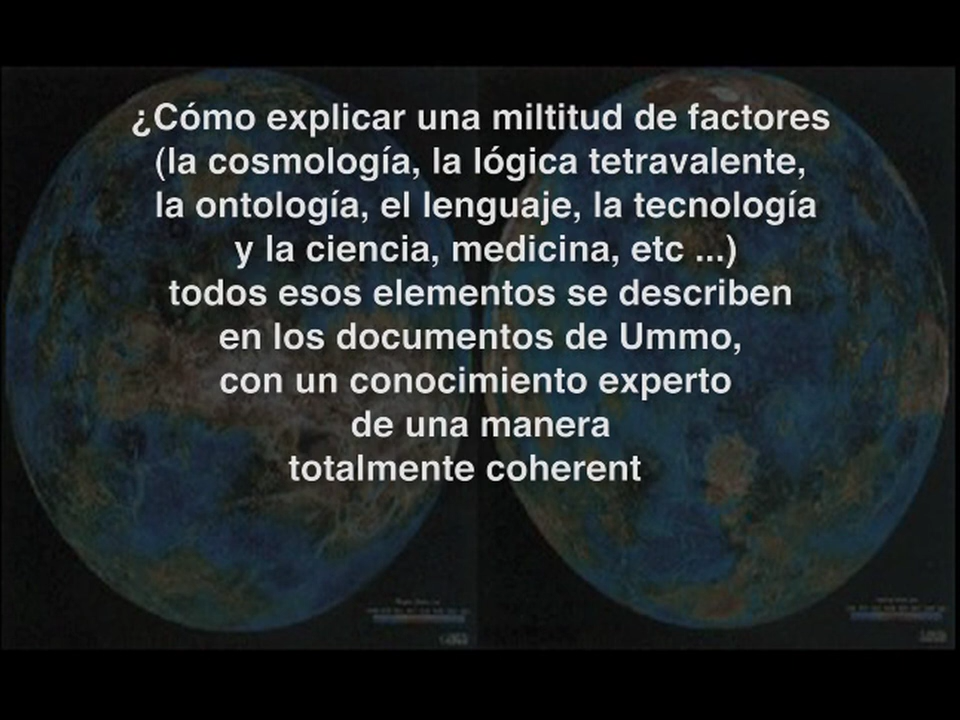 ¿Cómo explicar una miltitud de factores
(la cosmología, la lógica tetravalente,
la ontología, el lenguaje, la tecnología
y la ciencia, medicina, etc ...)
todos esos elementos se describen
en los documentos de Ummo,
con un conocimiento experto
de una manera
totalmente coherent